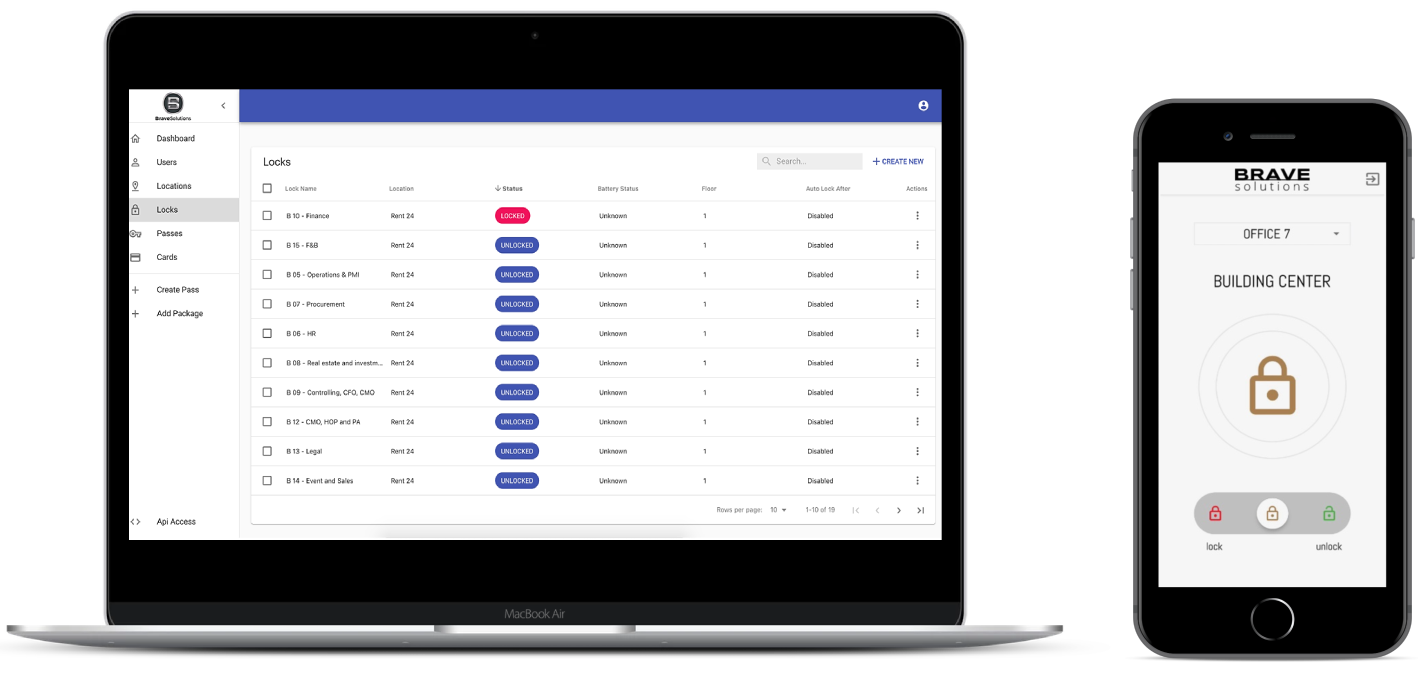 BraveSolutions
Dashboard
Users
Locations
Locks
Passes
Cards
Create Pass
Add Package
Api Access
Locks
Search...
CREATE NEW
Lock Name Location Status Battery Status Floor Auto Lock After Actions
B 10 - Finance Rent 24 LOCKED Unknown 1 Disabled
B 15 - F&B Rent 24 UNLOCKED Unknown 1 Disabled
B 05 - Operations & PMI Rent 24 UNLOCKED Unknown 1 Disabled
B 07 - Procurement Rent 24 UNLOCKED Unknown 1 Disabled
B 06 - HR Rent 24 UNLOCKED Unknown 1 Disabled
B 08 - Real estate and investm... Rent 24 UNLOCKED Unknown 1 Disabled
B 09 - Controlling, CFO, CMO Rent 24 UNLOCKED Unknown 1 Disabled
B 12 - CMO, HOP and PA Rent 24 UNLOCKED Unknown 1 Disabled
B 13 - Legal Rent 24 UNLOCKED Unknown 1 Disabled
B 14 - Event and Sales Rent 24 UNLOCKED Unknown 1 Disabled
Rows per page: 10 1-10 of 19
MacBook Air
BRAVE
solutions
OFFICE 7
BUILDING CENTER
lock unlock